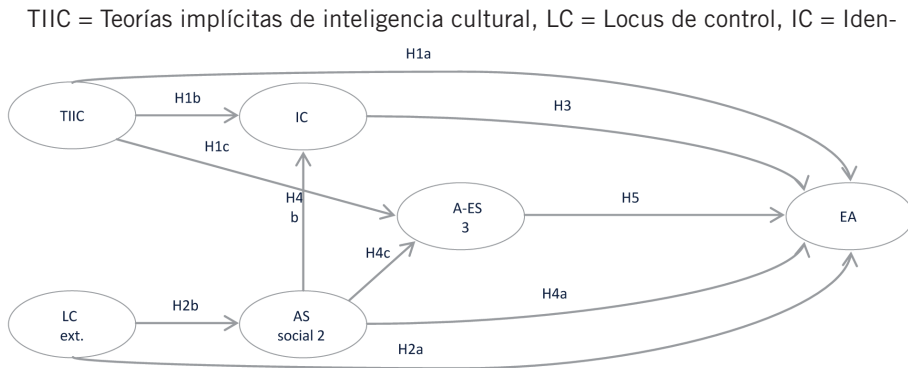 TIIC = Teorías implícitas de inteligencia cultural, LC = Locus de control, IC = Iden-
H1a
TIIC
H1b
IC
H3
H1c
H4
b
A-ES
3
H5
EA
H4c
LC
ext.
H2b
AS
social 2
H4a
H2a